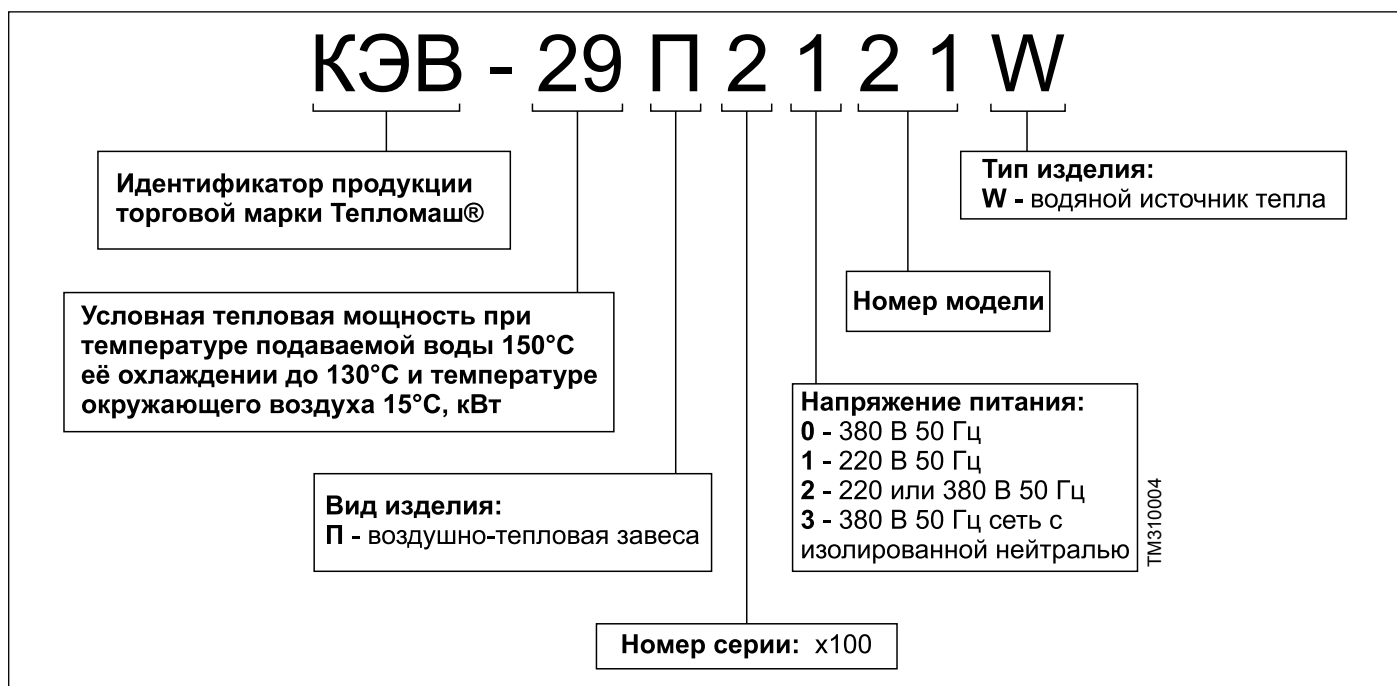 КЭВ - 29 П 2 1 2 1 W
Идентификатор продукции
торговой марки Тепломаш®
Тип изделия:
W - водяной источник тепла
Условная тепловая мощность при
температуре подаваемой воды 150°С
её охлаждении до 130°С и температуре
окружающего воздуха 15°С, кВт
Номер модели
Вид изделия:
П - воздушно-тепловая завеса
Напряжение питания:
0 - 380 В 50 Гц
1 - 220 В 50 Гц
2 - 220 или 380 В 50 Гц
3 - 380 В 50 Гц сеть с
изолированной нейтралью
ТМ310004
Номер серии: х100